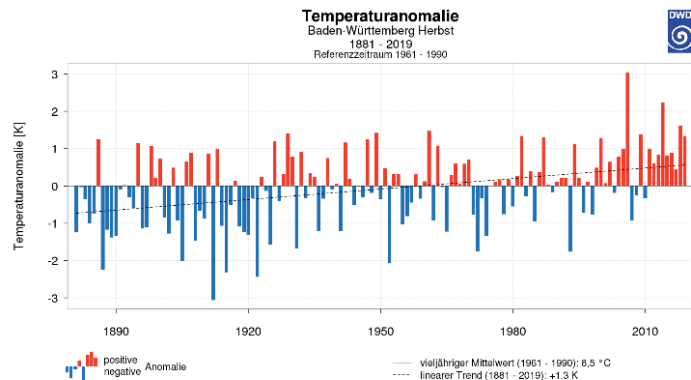 Temperaturanomalie
Baden-Württemberg Herbst
1881 - 2019
Referenzzeitraum 1961 - 1990
DWD
Temperaturanomalie [K]
3
2
1
0
-1
-2
-3
1890
1920
1950
1980
2010
positive
negative
Anomalie
vieljähriger Mittelwert (1961 - 1990): 8,5 °C
linearer Trend (1881 - 2019): +1.3 K